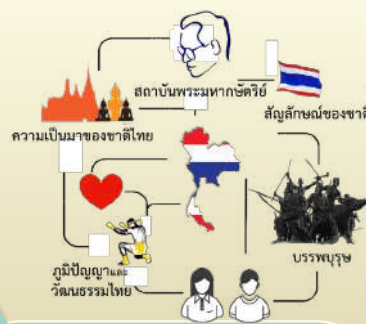 สถาบันพระมหากษัตริย์
สัญลักษณ์ของชาติ
ความเป็นมาของชาติไทย
บรรพบุรุษ
ภูมิปัญญาและ
วัฒนธรรมไทย